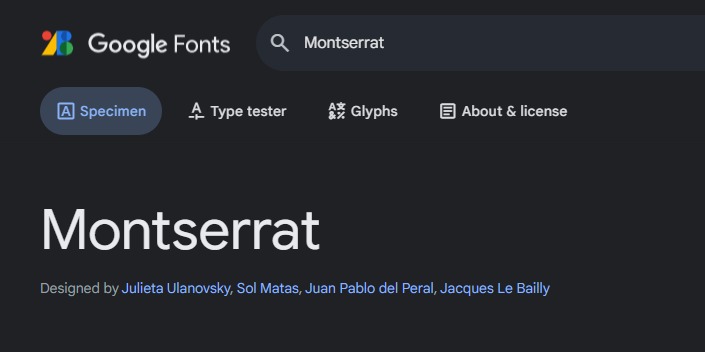 Google Fonts
Montserrat
Specimen
Type tester
Glyphs
About & license
Montserrat
Designed by Julieta Ulanovsky, Sol Matas, Juan Pablo del Peral, Jacques Le Bailly